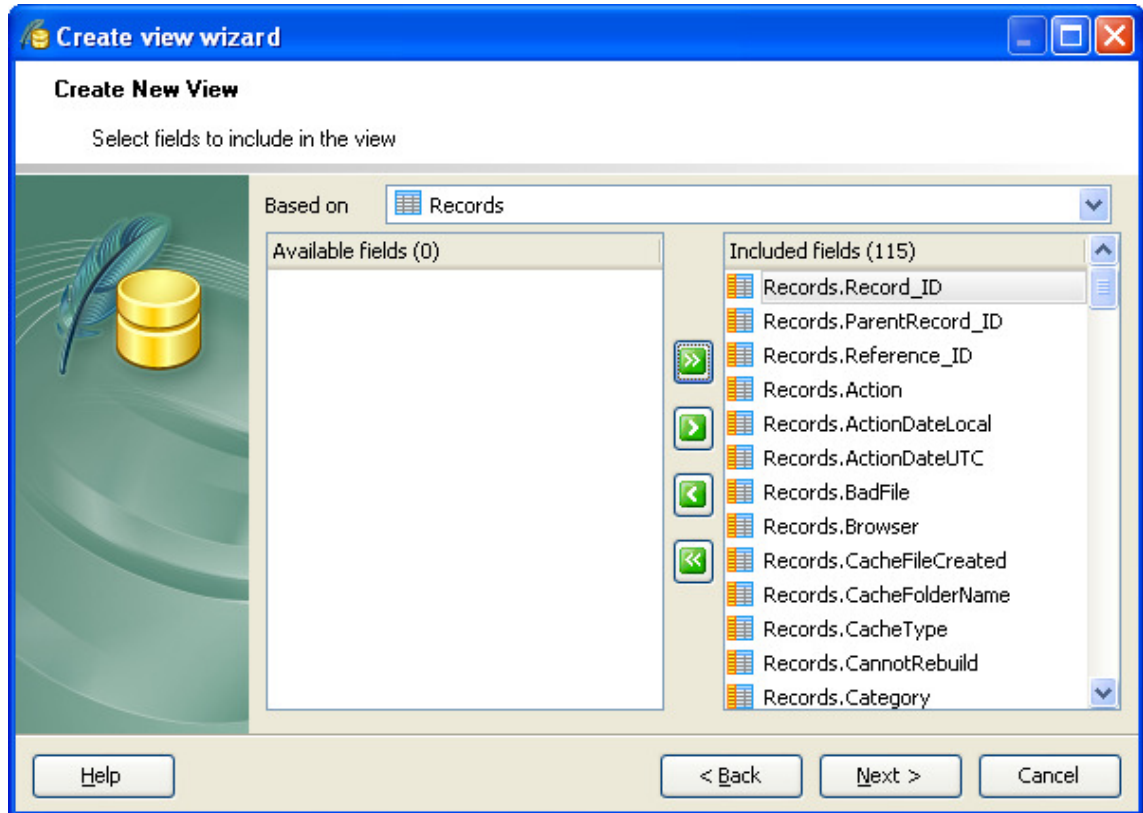 Create view wizard
Create New View
Select fields to include in the view
Based on Records
Available fields (0)
Included fields (115)
Records.Record_ID
Records.ParentRecord_ID
Records.Reference_ID
Records.Action
Records.ActionDateLocal
Records.ActionDateUTC
Records.BadFile
Records.Browser
Records.CacheFileCreated
Records.CacheFolderName
Records.CacheType
Records.CannotRebuild
Records.Category
Help
< Back
Next >
Cancel